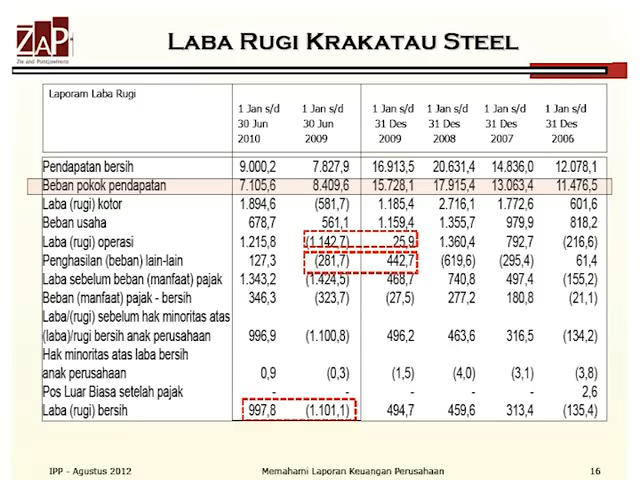 ZAP
Zie and Pontjowinoto
LABA RUGI KRAKATAU STEEL
Laporan Laba Rugi
1 Jan s/d 1 Jan s/d 1 Jan s/d 1 Jan s/d 1 Jan s/d 1 Jan s/d
30 Jun 30 Jun 31 Des 31 Des 31 Des 31 Des
2010 2009 2009 2008 2007 2006
Pendapatan bersih 9.000,2 7.827,9 16.913,5 20.631,4 14.836,0 12.078,1
Beban pokok pendapatan 7.105,6 8.409,6 15.728,1 17.915,4 13.063,4 11.476,5
Laba (rugi) kotor 1.894,6 (581,7) 1.185,4 2.716,1 1.772,6 601,6
Beban usaha 678,7 561,1 1.159,4 1.355,7 979,9 818,2
Laba (rugi) operasi 1.215,8 (1.142,7) 25,9 1.360,4 792,7 (216,6)
Penghasilan (beban) lain-lain 127,3 (281,7) 442,7 (619,6) (295,4) 61,4
Laba sebelum beban (manfaat) pajak 1.343,2 (1.424,5) 468,7 740,8 497,4 (155,2)
Beban (manfaat) pajak - bersih 346,3 (323,7) (27,5) 277,2 180,8 (21,1)
Laba/(rugi) sebelum hak minoritas atas
(laba)/rugi bersih anak perusahaan 996,9 (1.100,8) 496,2 463,6 316,5 (134,2)
Hak minoritas atas laba bersih
anak perusahaan 0,9 (0,3) (1,5) (4,0) (3,1) (3,8)
Pos Luar Biasa setelah pajak - - - - - 2,6
Laba (rugi) bersih 997,8 (1.101,1) 494,7 459,6 313,4 (135,4)
IPP - Agustus 2012 Memahami Laporan Keuangan Perusahaan 16